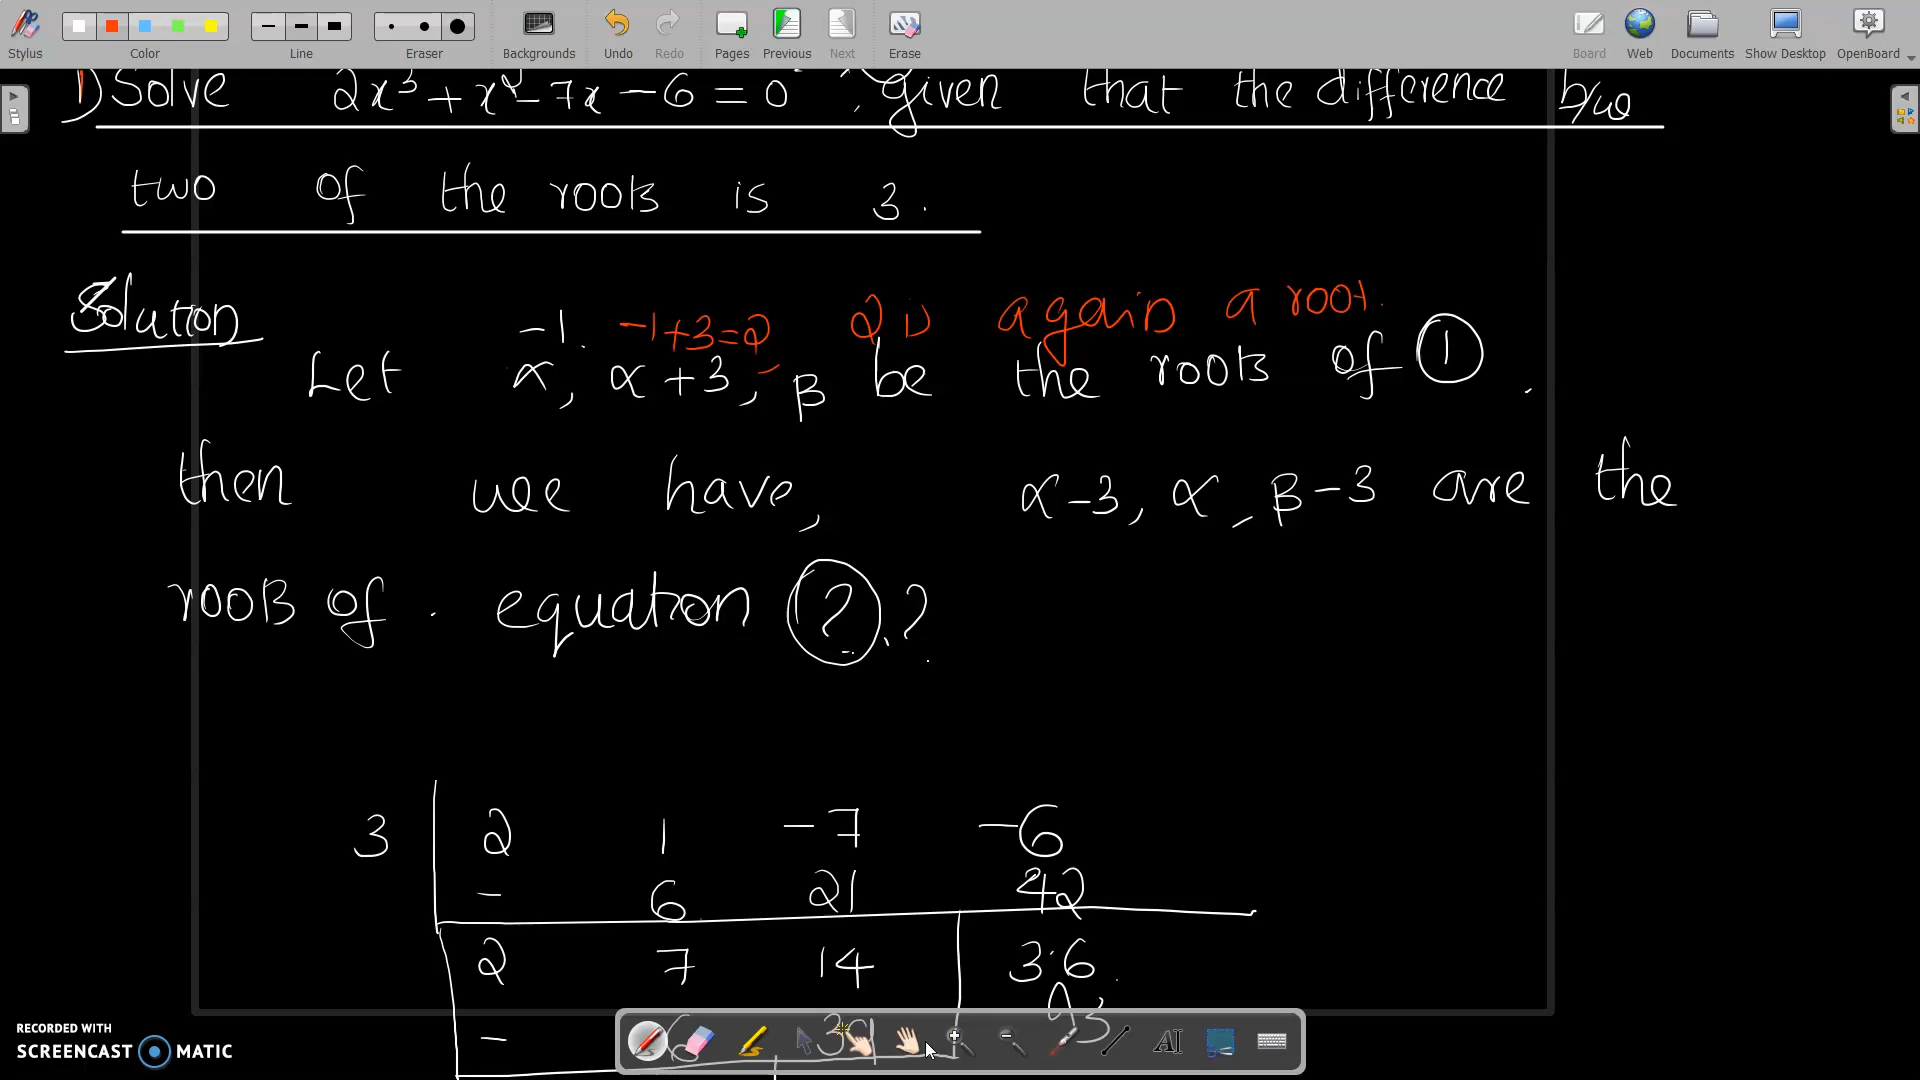 Stylus Color Line Eraser Backgrounds Undo Redo Pages Previous Next Erase Board Web Documents Show Desktop OpenBoard
1) Solve 2x³ + x² - 7x - 6 = 0 , given that the difference b/w
two of the roots is 3.
Solution
-1. -1+3=2 2 is again a root.
Let α, α+3, β be the roots of ①
then we have, α-3, α, β-3 are the
roots of equation ? ?
3 2 1 -7 -6
- 6 21 42
2 7 14 36
- 6 39
RECORDED WITH
SCREENCAST MATIC